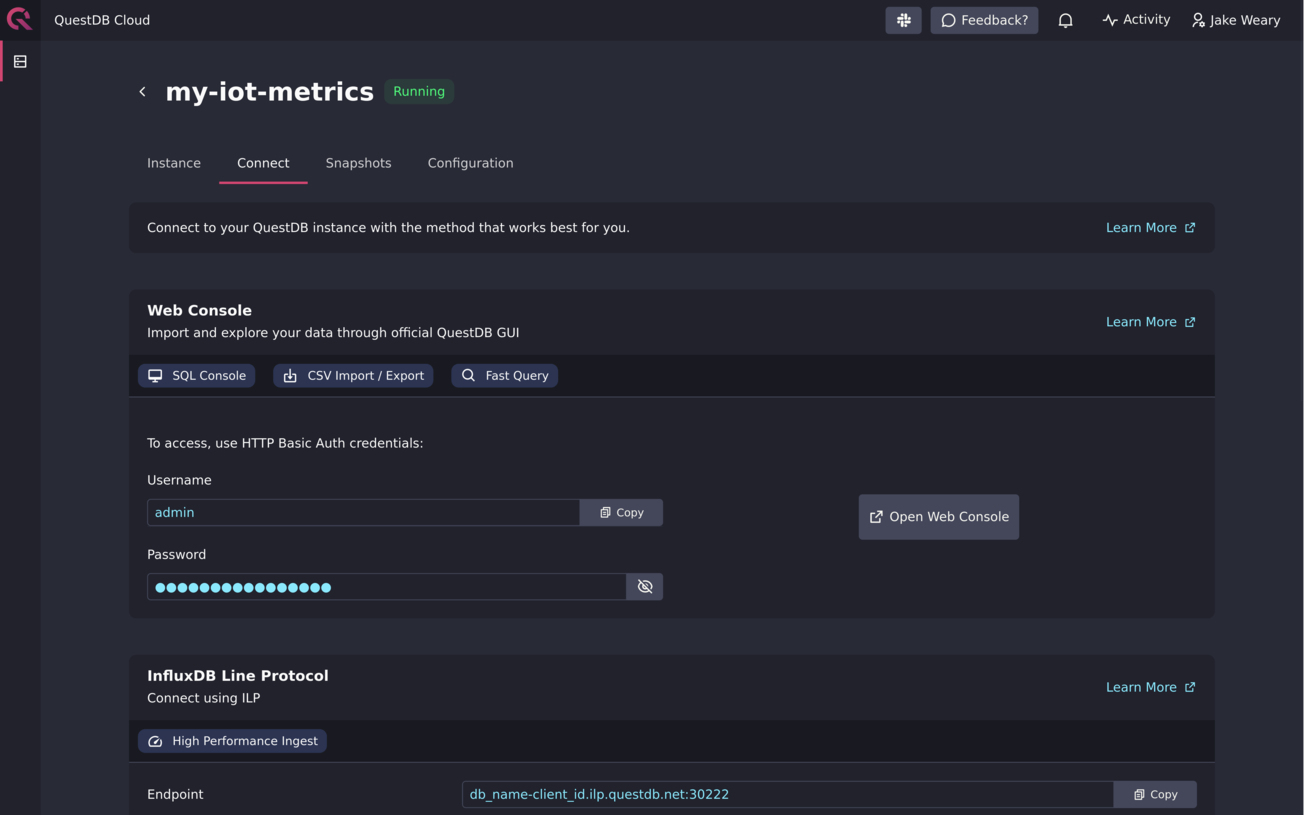 QuestDB Cloud
Feedback?
Activity
Jake Weary
my-iot-metrics
Running
Instance
Connect
Snapshots
Configuration
Connect to your QuestDB instance with the method that works best for you.
Learn More
Web Console
Import and explore your data through official QuestDB GUI
Learn More
SQL Console
CSV Import / Export
Fast Query
To access, use HTTP Basic Auth credentials:
Username
admin
Copy
Open Web Console
Password
InfluxDB Line Protocol
Connect using ILP
Learn More
High Performance Ingest
Endpoint
db_name-client_id.ilp.questdb.net:30222
Copy